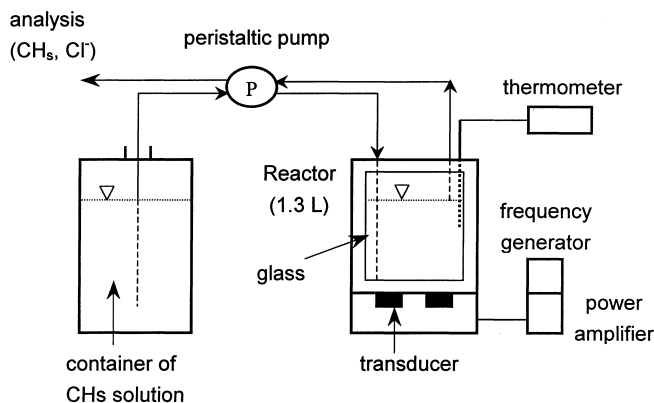 analysis
(CHs, Cl⁻)
peristaltic pump
P
thermometer
Reactor
(1.3 L)
frequency
generator
glass
power
amplifier
container of
CHs solution
transducer